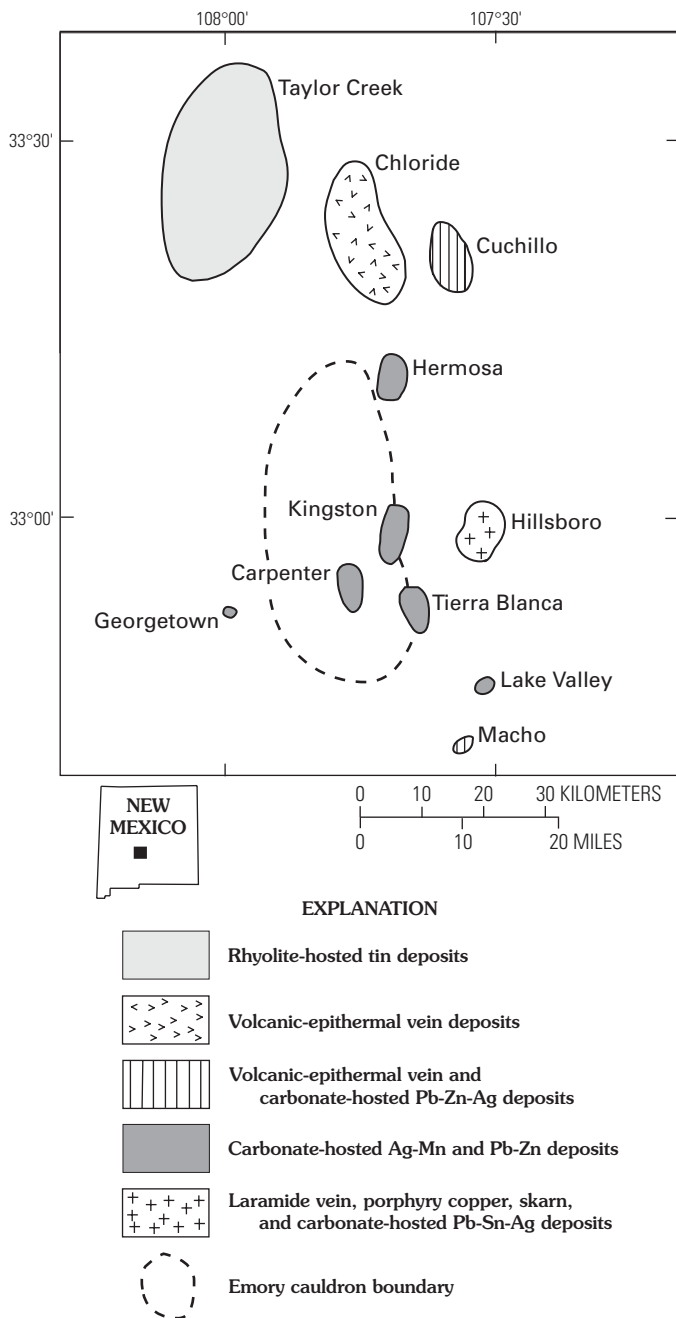 108°00'
107°30'
Taylor Creek
33°30'
Chloride
Cuchillo
Hermosa
33°00'
Kingston
Hillsboro
Carpenter
Tierra Blanca
Georgetown
Lake Valley
Macho
NEW
MEXICO
0 10 20 30 KILOMETERS
0 10 20 MILES
EXPLANATION
Rhyolite-hosted tin deposits
Volcanic-epithermal vein deposits
Volcanic-epithermal vein and
carbonate-hosted Pb-Zn-Ag deposits
Carbonate-hosted Ag-Mn and Pb-Zn deposits
Laramide vein, porphyry copper, skarn,
and carbonate-hosted Pb-Sn-Ag deposits
Emory cauldron boundary